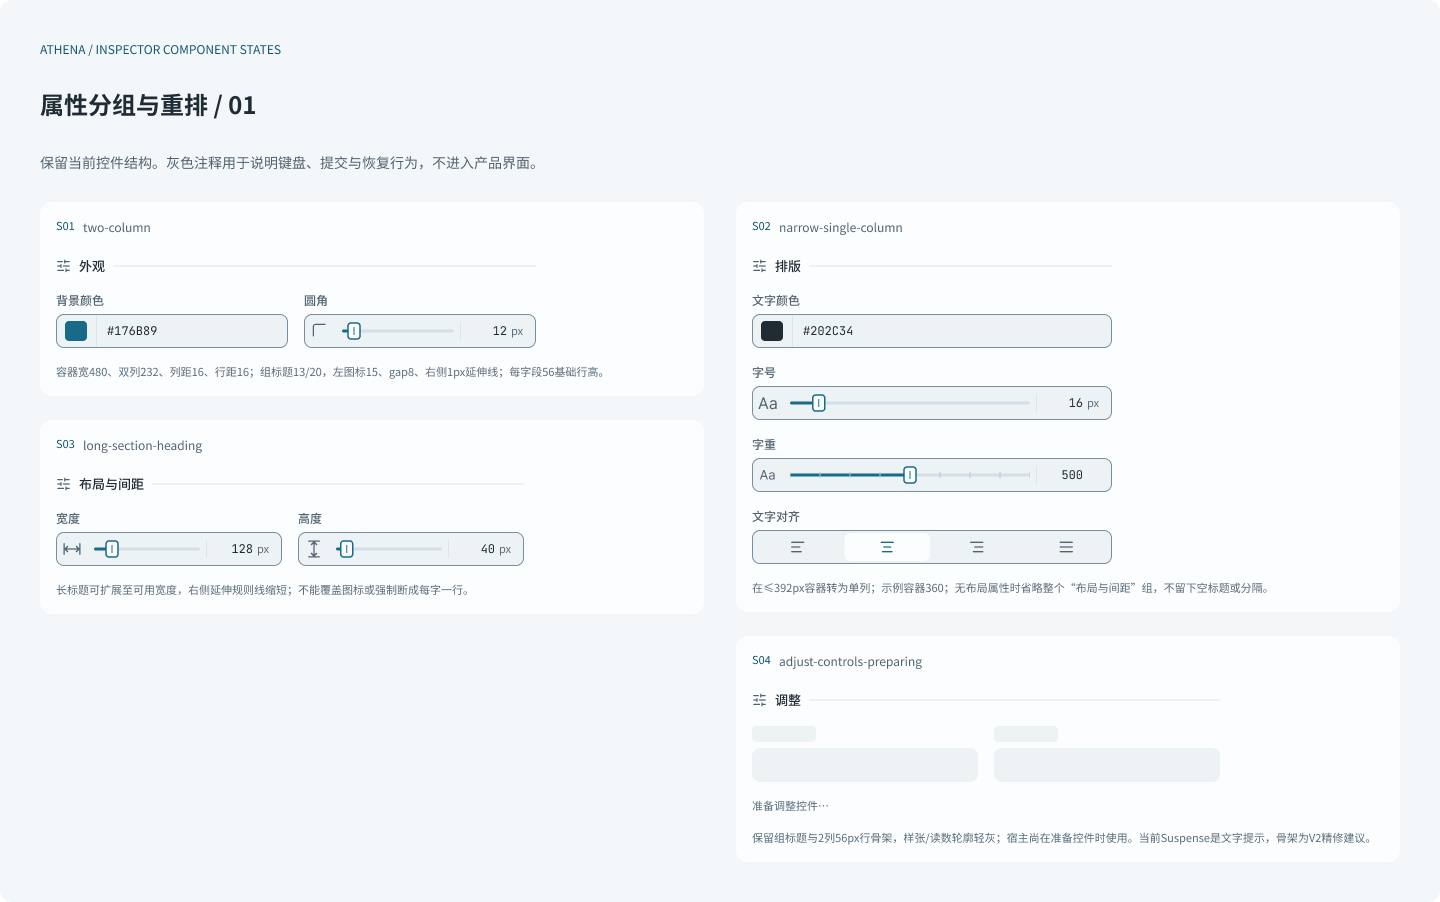 ATHENA / INSPECTOR COMPONENT STATES
属性分组与重排 / 01
保留当前控件结构。灰色注释用于说明键盘、提交与恢复行为，不进入产品界面。
S01 two-column
外观
背景颜色 圆角
#176B89 12 px
容器宽480、双列232、列距16、行距16；组标题13/20，左图标15、gap8、右侧1px延伸线；每字段56基础行高。
S03 long-section-heading
布局与间距
宽度 高度
128 px 40 px
长标题可扩展至可用宽度，右侧延伸规则线缩短；不能覆盖图标或强制断成每字一行。
S02 narrow-single-column
排版
文字颜色
#202C34
字号
Aa 16 px
字重
Aa 500
文字对齐
在≤392px容器转为单列；示例容器360；无布局属性时省略整个“布局与间距”组，不留下空标题或分隔。
S04 adjust-controls-preparing
调整
准备调整控件…
保留组标题与2列56px行骨架，样张/读数轮廓轻灰；宿主尚在准备控件时使用。当前Suspense是文字提示，骨架为V2精修建议。